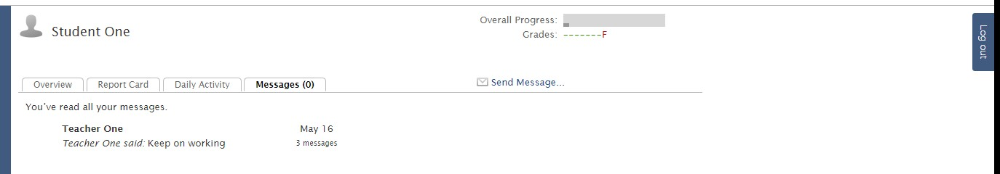 Student One
Overall Progress:
Grades: -------F
Log out
Overview Report Card Daily Activity Messages (0) Send Message...
You've read all your messages.
Teacher One May 16
Teacher One said: Keep on working 3 messages